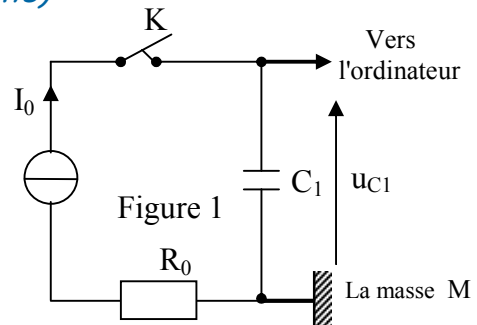 K
Vers
l'ordinateur
I0
C1
uC1
Figure 1
R0
La masse M